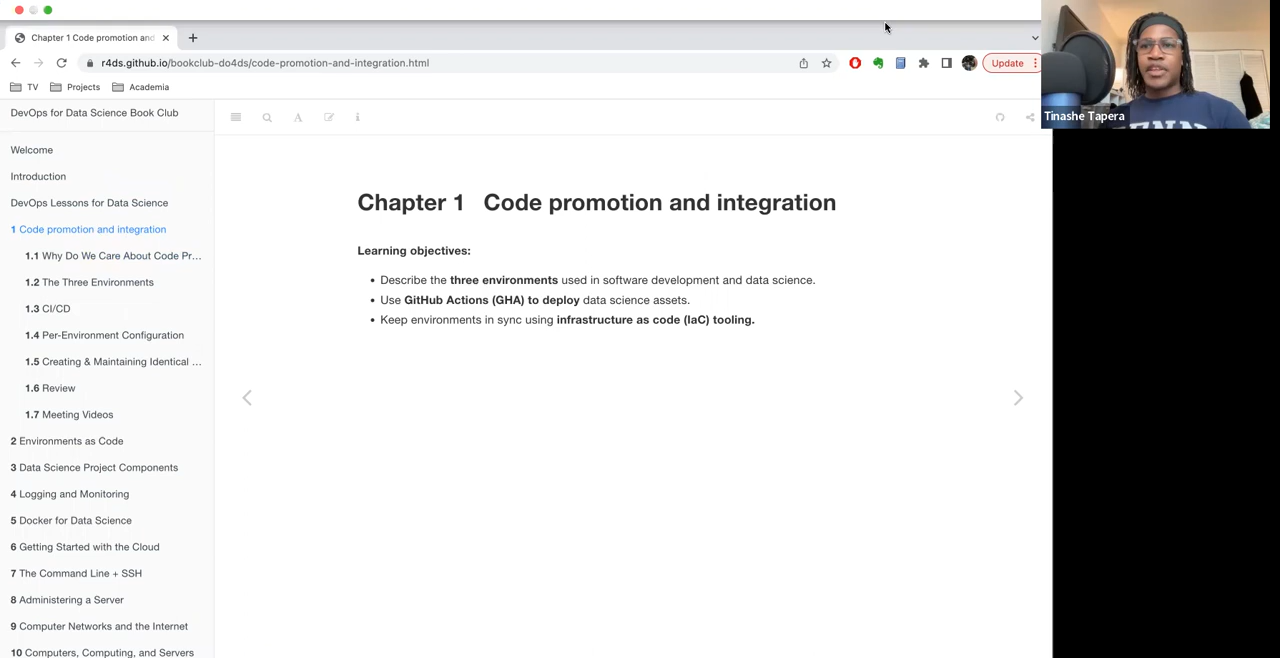 Chapter 1 Code promotion and
r4ds.github.io/bookclub-do4ds/code-promotion-and-integration.html
Update
TV
Projects
Academia
Tinashe Tapera
DevOps for Data Science Book Club
Welcome
Introduction
DevOps Lessons for Data Science
1 Code promotion and integration
1.1 Why Do We Care About Code Pr...
1.2 The Three Environments
1.3 CI/CD
1.4 Per-Environment Configuration
1.5 Creating & Maintaining Identical ...
1.6 Review
1.7 Meeting Videos
2 Environments as Code
3 Data Science Project Components
4 Logging and Monitoring
5 Docker for Data Science
6 Getting Started with the Cloud
7 The Command Line + SSH
8 Administering a Server
9 Computer Networks and the Internet
10 Computers, Computing, and Servers
Chapter 1 Code promotion and integration
Learning objectives:
• Describe the three environments used in software development and data science.
• Use GitHub Actions (GHA) to deploy data science assets.
• Keep environments in sync using infrastructure as code (IaC) tooling.